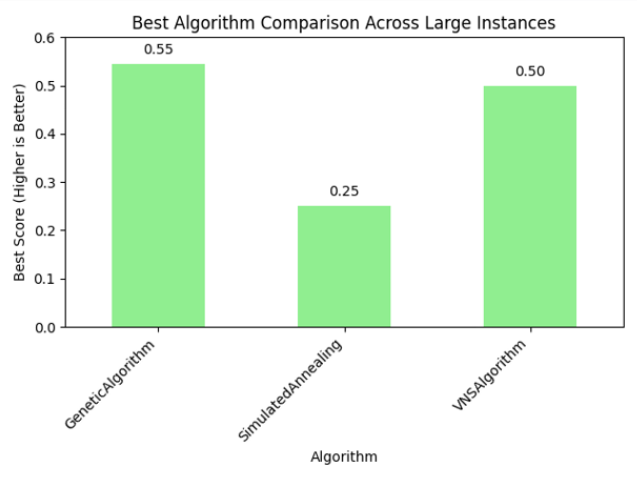 Best Algorithm Comparison Across Large Instances
Best Score (Higher is Better)
0.6
0.5
0.4
0.3
0.2
0.1
0.0
0.55
0.25
0.50
GeneticAlgorithm
SimulatedAnnealing
VNSAlgorithm
Algorithm